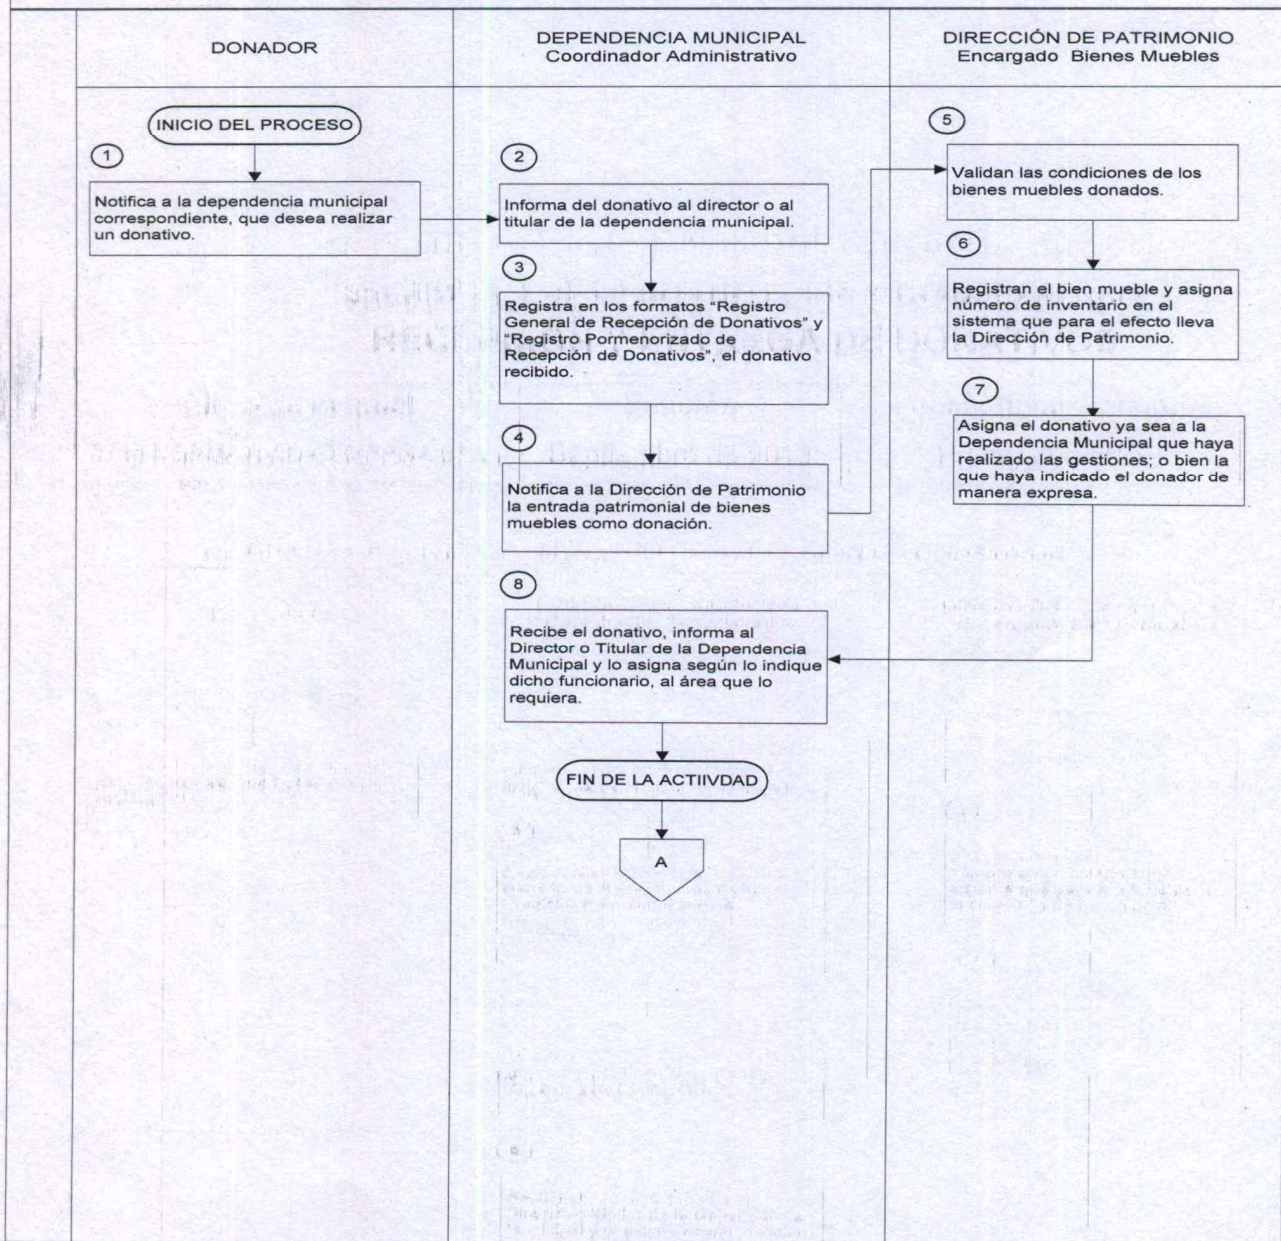 DONADOR
DEPENDENCIA MUNICIPAL
Coordinador Administrativo
DIRECCIÓN DE PATRIMONIO
Encargado Bienes Muebles
INICIO DEL PROCESO
1
Notifica a la dependencia municipal
correspondiente, que desea realizar
un donativo.
2
Informa del donativo al director o al
titular de la dependencia municipal.
3
Registra en los formatos "Registro
General de Recepción de Donativos" y
"Registro Pormenorizado de
Recepción de Donativos", el donativo
recibido.
4
Notifica a la Dirección de Patrimonio
la entrada patrimonial de bienes
muebles como donación.
5
Validan las condiciones de los
bienes muebles donados.
6
Registran el bien mueble y asigna
número de inventario en el
sistema que para el efecto lleva
la Dirección de Patrimonio.
7
Asigna el donativo ya sea a la
Dependencia Municipal que haya
realizado las gestiones; o bien la
que haya indicado el donador de
manera expresa.
8
Recibe el donativo, informa al
Director o Titular de la Dependencia
Municipal y lo asigna según lo indique
dicho funcionario, al área que lo
requiera.
FIN DE LA ACTIIVDAD
A